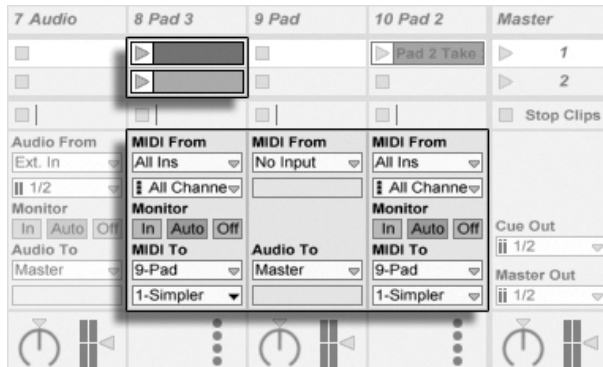 7 Audio 8 Pad 3 9 Pad 10 Pad 2 Master
Pad 2 Take 1
2
Stop Clips
Audio From MIDI From MIDI From MIDI From
Ext. In All Ins No Input All Ins
1/2 All Channe All Channe
Monitor Monitor Monitor
In Auto Off In Auto Off In Auto Off Cue Out
Audio To MIDI To Audio To MIDI To 1/2
Master 9-Pad Master 9-Pad Master Out
1-Simpler 1-Simpler 1/2